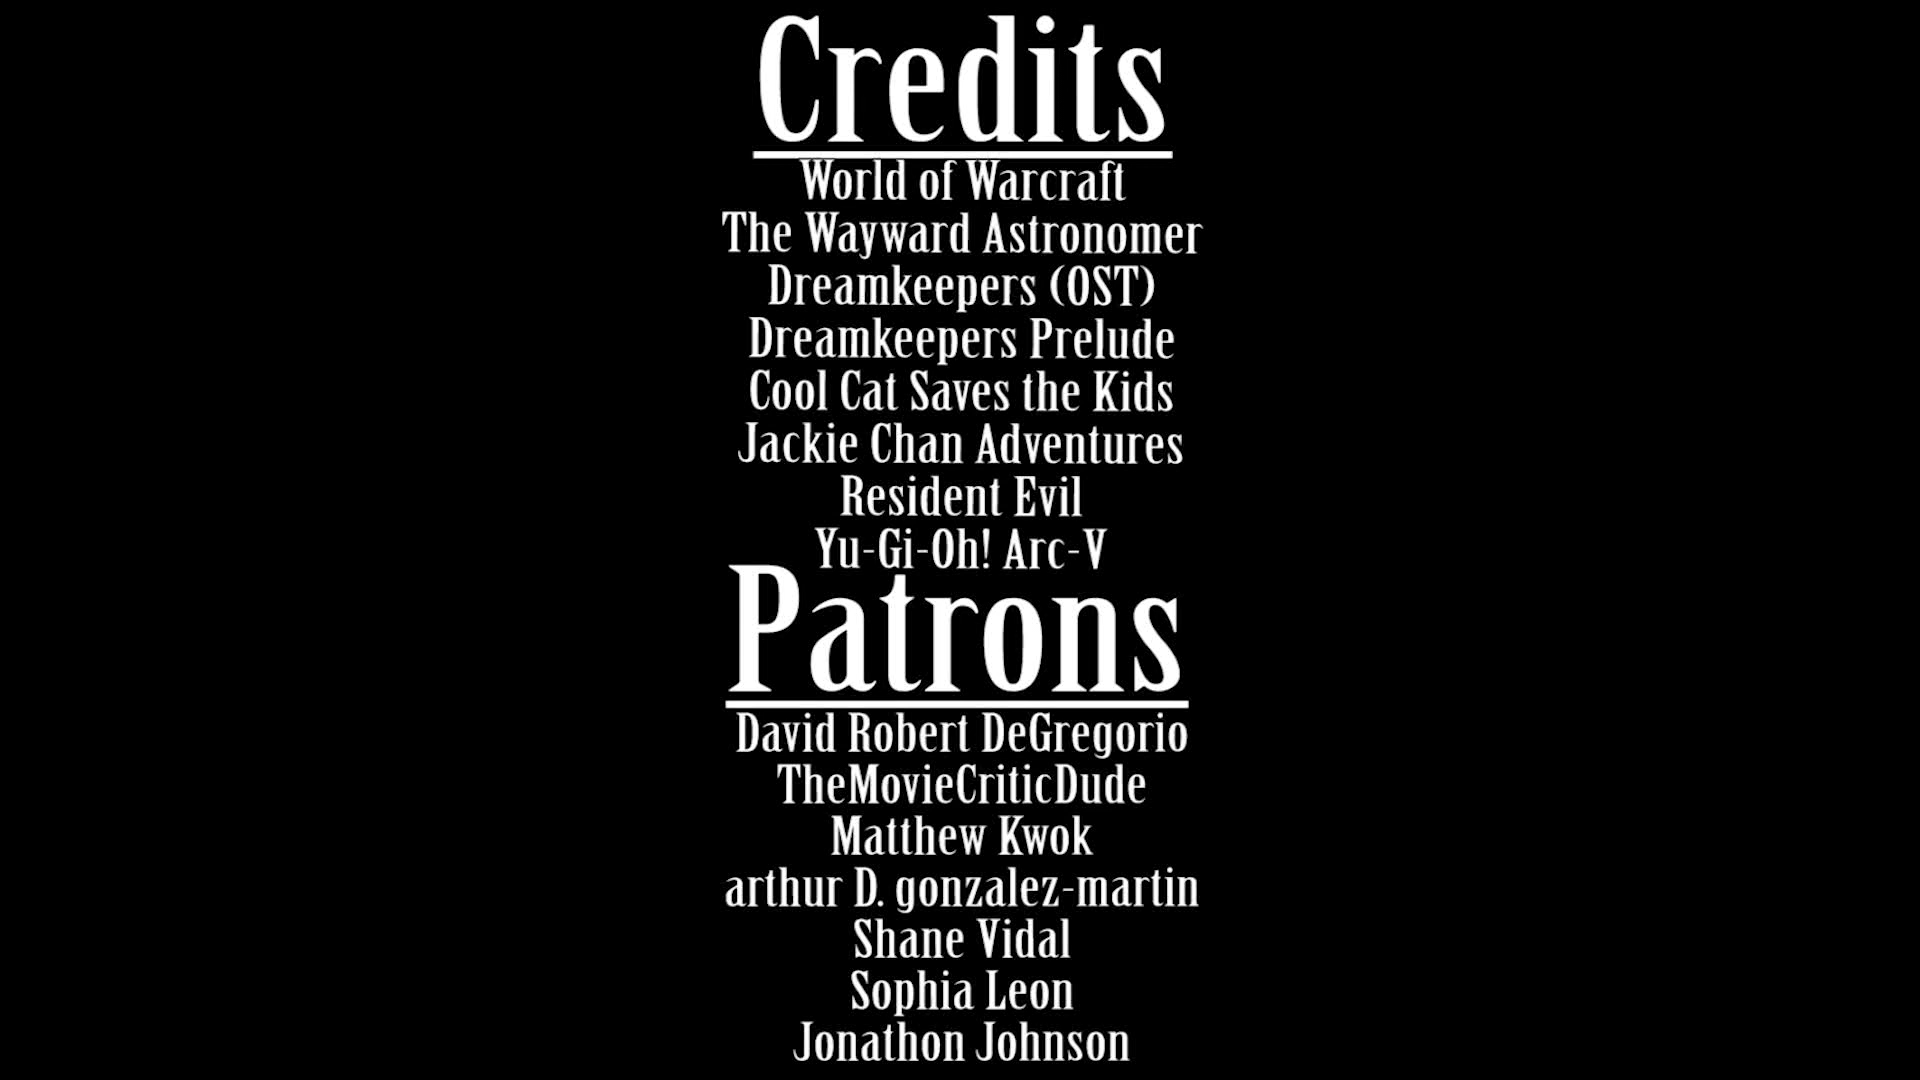 Credits
World of Warcraft
The Wayward Astronomer
Dreamkeepers (OST)
Dreamkeepers Prelude
Cool Cat Saves the Kids
Jackie Chan Adventures
Resident Evil
Yu-Gi-Oh! Arc-V
Patrons
David Robert DeGregorio
TheMovieCriticDude
Matthew Kwok
arthur D. gonzalez-martin
Shane Vidal
Sophia Leon
Jonathon Johnson